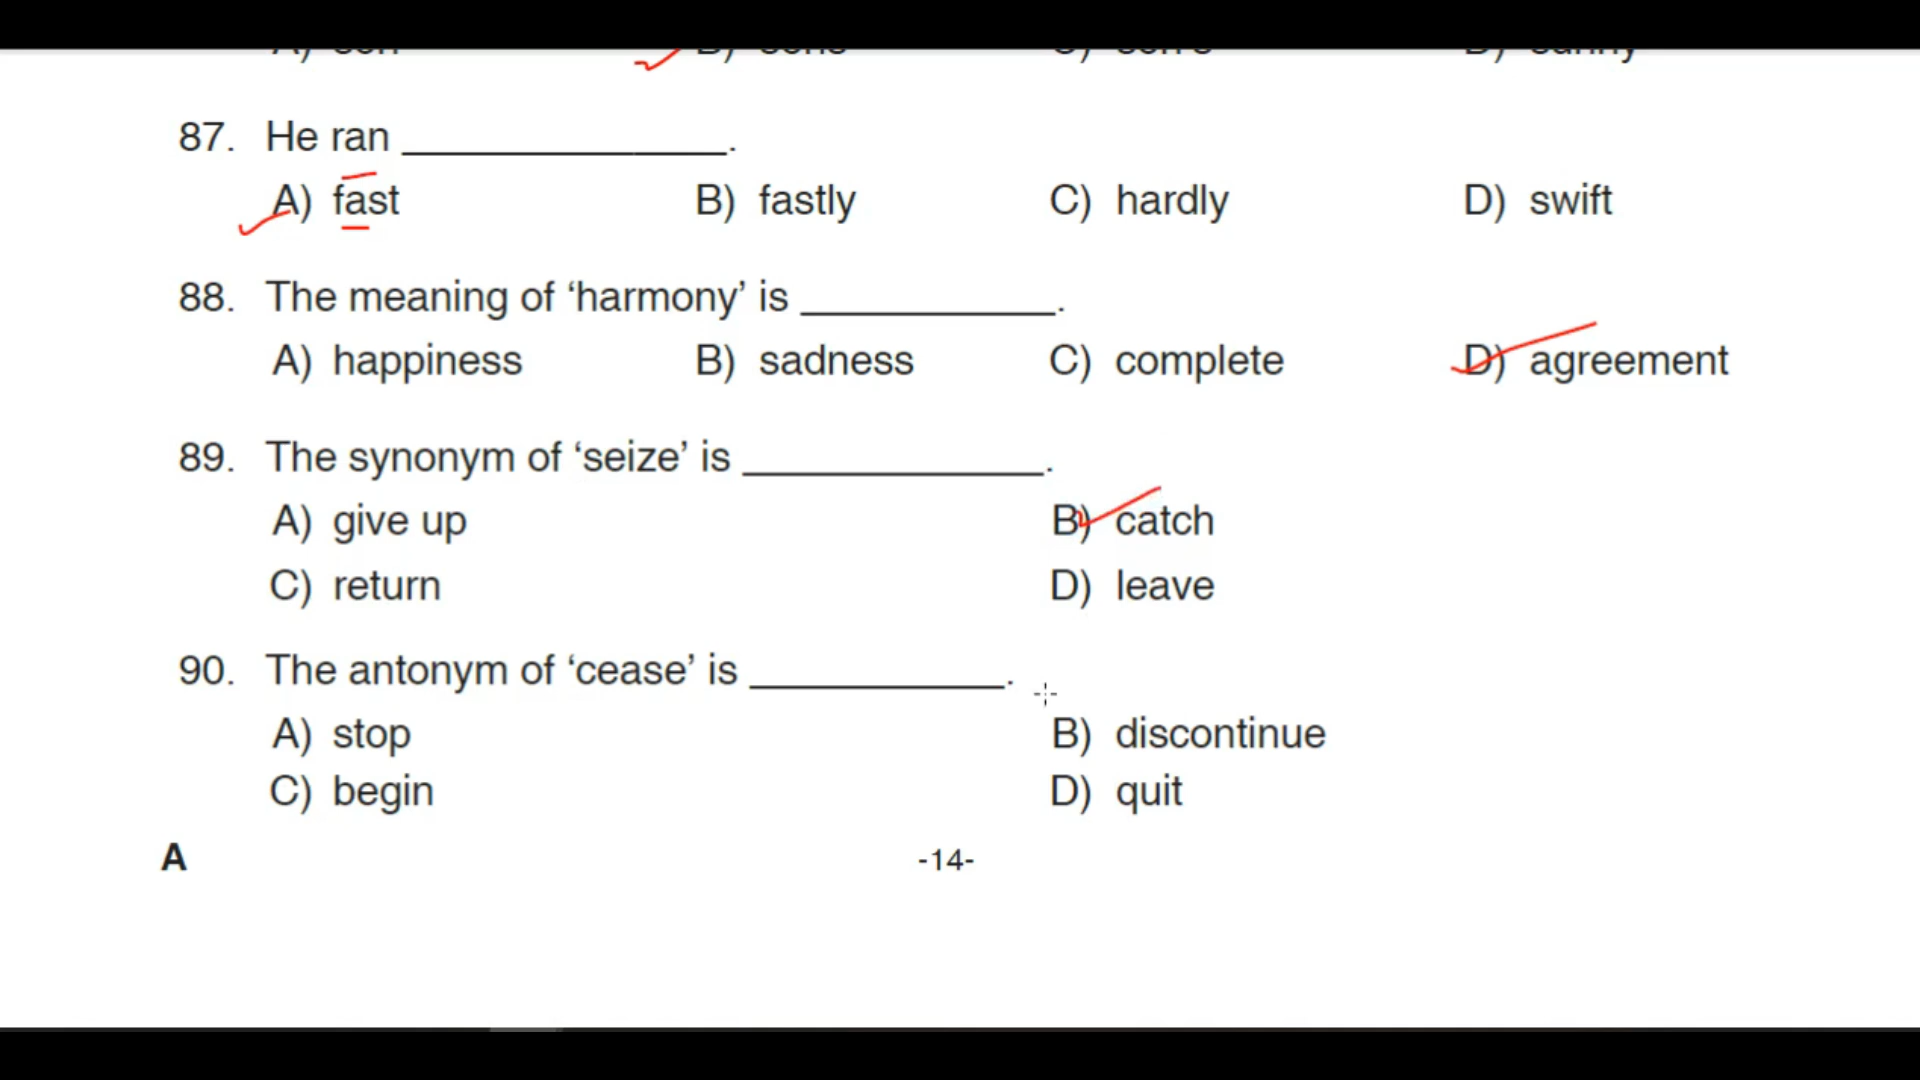 87. He ran ______________.
A) fast B) fastly C) hardly D) swift
88. The meaning of ‘harmony’ is ___________.
A) happiness B) sadness C) complete D) agreement
89. The synonym of ‘seize’ is _____________.
A) give up B) catch
C) return D) leave
90. The antonym of ‘cease’ is ___________.
A) stop B) discontinue
C) begin D) quit
A -14-